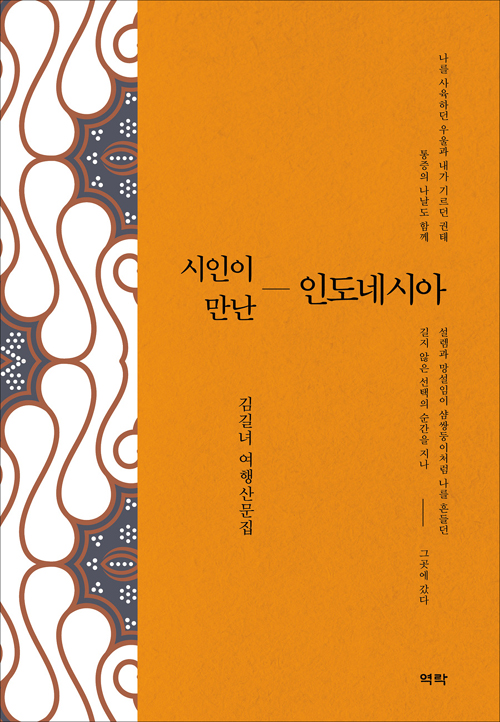 나를 사육하던 우울과 내가 기르던 권태
통증의 나날도 함께
시인이
만난
— 인도네시아
설렘과 망설임이 샴쌍둥이처럼 나를 흔들던
길지 않은 선택의 순간을 지나
— 그곳에 갔다
김길녀 여행산문집
역락